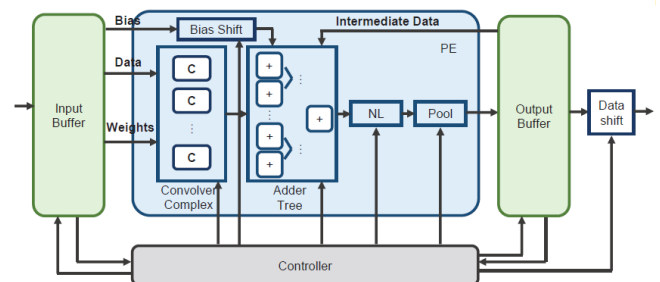 Bias
Bias Shift
Intermediate Data
PE
Data
Weights
Input
Buffer
C
C
⋮
C
Convolver
Complex
+
+
⋮
⋮
+
+
⋮
+
Adder
Tree
NL
Pool
Output
Buffer
Data
shift
Controller